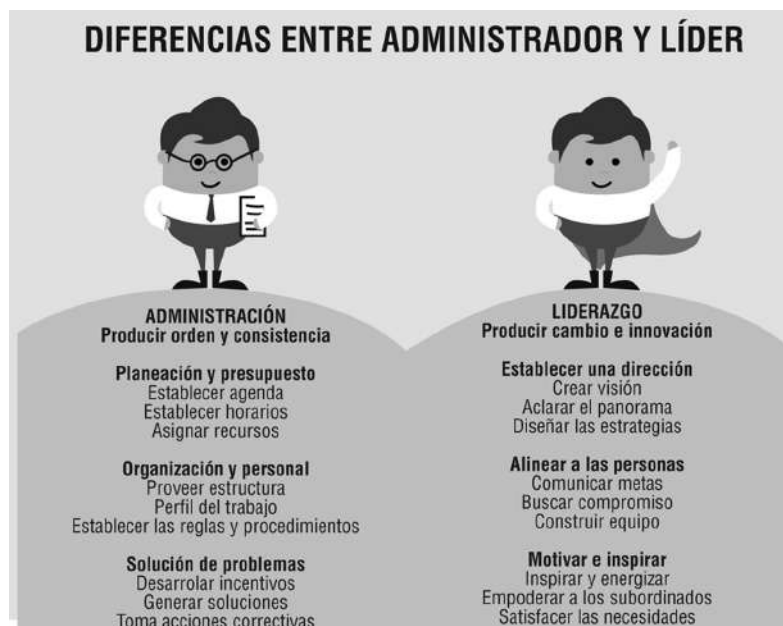 DIFERENCIAS ENTRE ADMINISTRADOR Y LÍDER
ADMINISTRACIÓN
Producir orden y consistencia
Planeación y presupuesto
Establecer agenda
Establecer horarios
Asignar recursos
Organización y personal
Proveer estructura
Perfil del trabajo
Establecer las reglas y procedimientos
Solución de problemas
Desarrolar incentivos
Generar soluciones
Toma acciones correctivas
LIDERAZGO
Producir cambio e innovación
Establecer una dirección
Crear visión
Aclarar el panorama
Diseñar las estrategias
Alinear a las personas
Comunicar metas
Buscar compromiso
Construir equipo
Motivar e inspirar
Inspirar y energizar
Empoderar a los subordinados
Satisfacer las necesidades